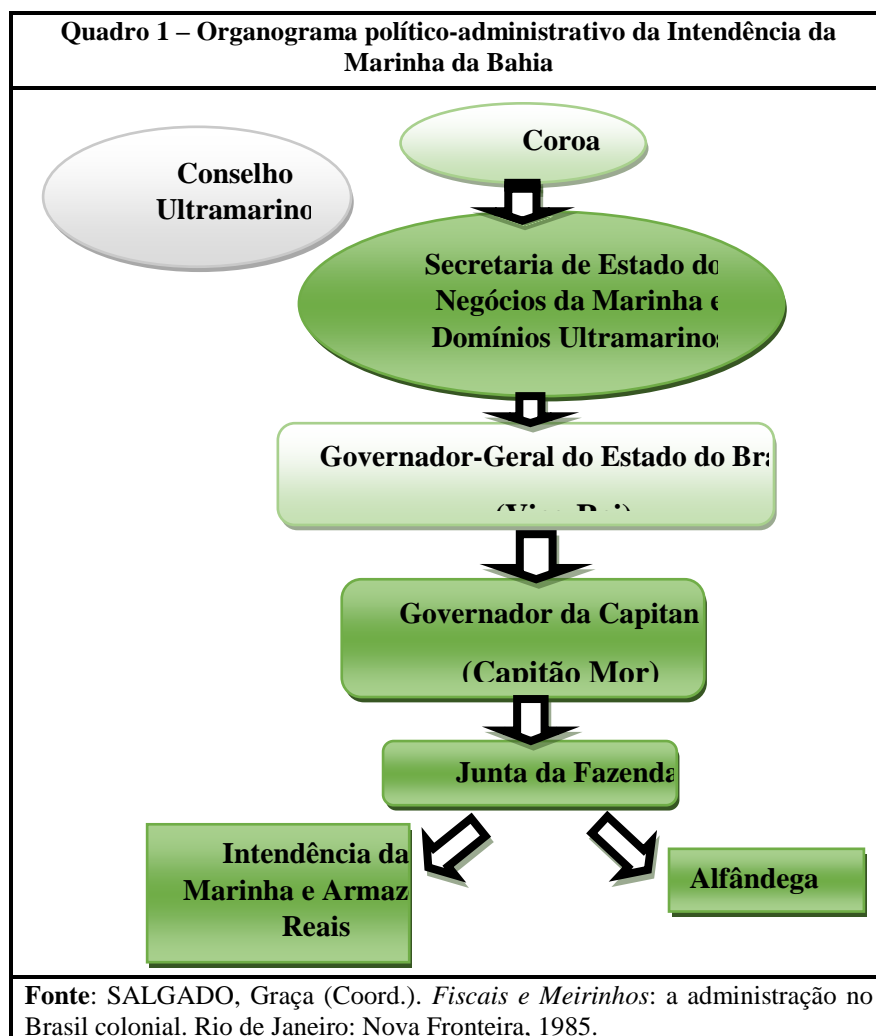 Quadro 1 – Organograma político-administrativo da Intendência da
Marinha da Bahia
Coroa
Conselho
Ultramarino
Secretaria de Estado do
Negócios da Marinha e
Domínios Ultramarinos
Governador-Geral do Estado do Bra
Governador da Capitan
(Capitão Mor)
Junta da Fazenda
Intendência da
Marinha e Armaz
Reais
Alfândega
Fonte: SALGADO, Graça (Coord.). Fiscais e Meirinhos: a administração no
Brasil colonial. Rio de Janeiro: Nova Fronteira, 1985.